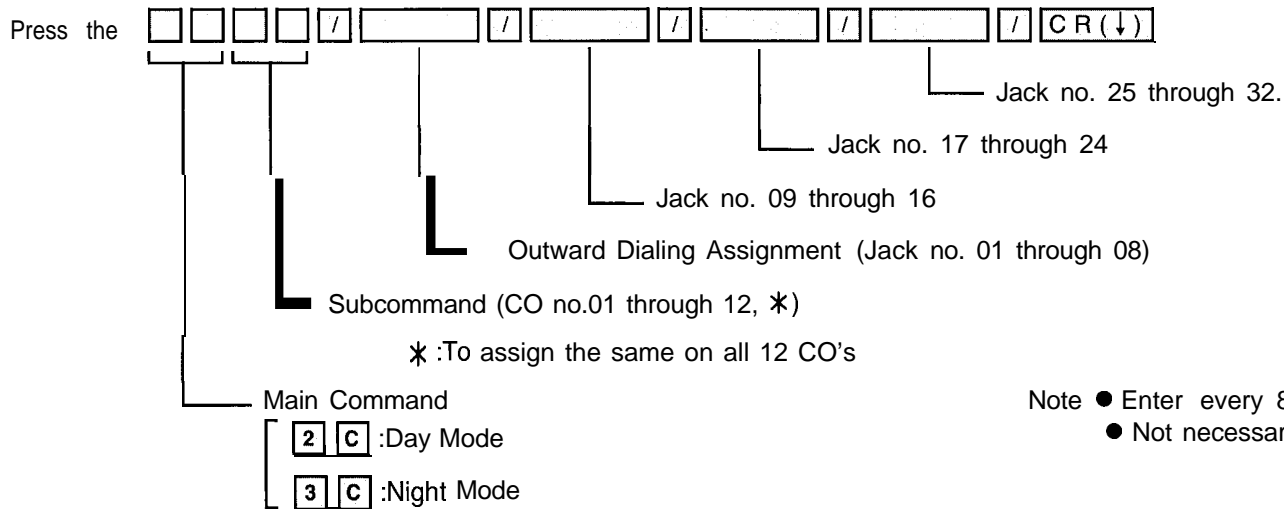 Press the / / / / / CR(↓)
Jack no. 25 through 32.
Jack no. 17 through 24
Jack no. 09 through 16
Outward Dialing Assignment (Jack no. 01 through 08)
Subcommand (CO no.01 through 12, *)
* :To assign the same on all 12 CO's
Main Command
2 C :Day Mode
3 C :Night Mode
Note ● Enter every 8
● Not necessar